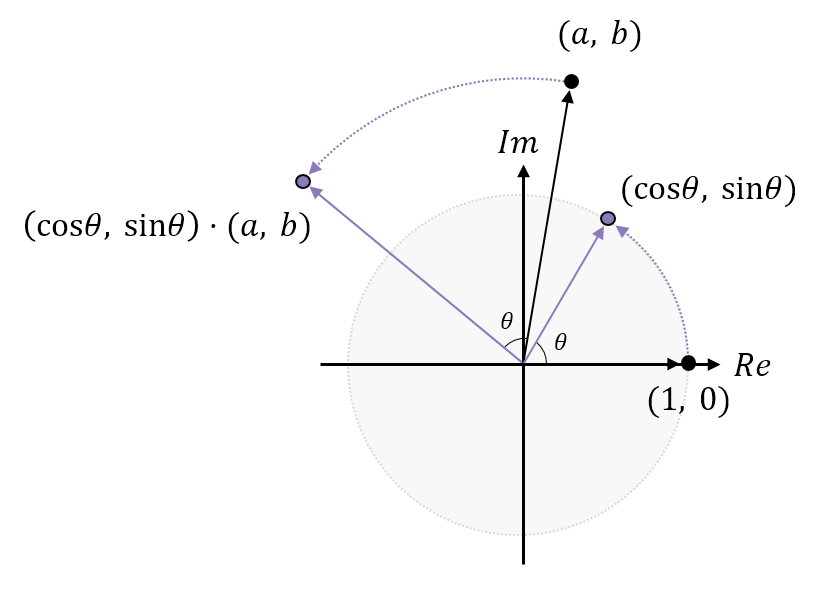 (a, b)
Im
(cosθ, sinθ)
(cosθ, sinθ) · (a, b)
θ
θ
Re
(1, 0)